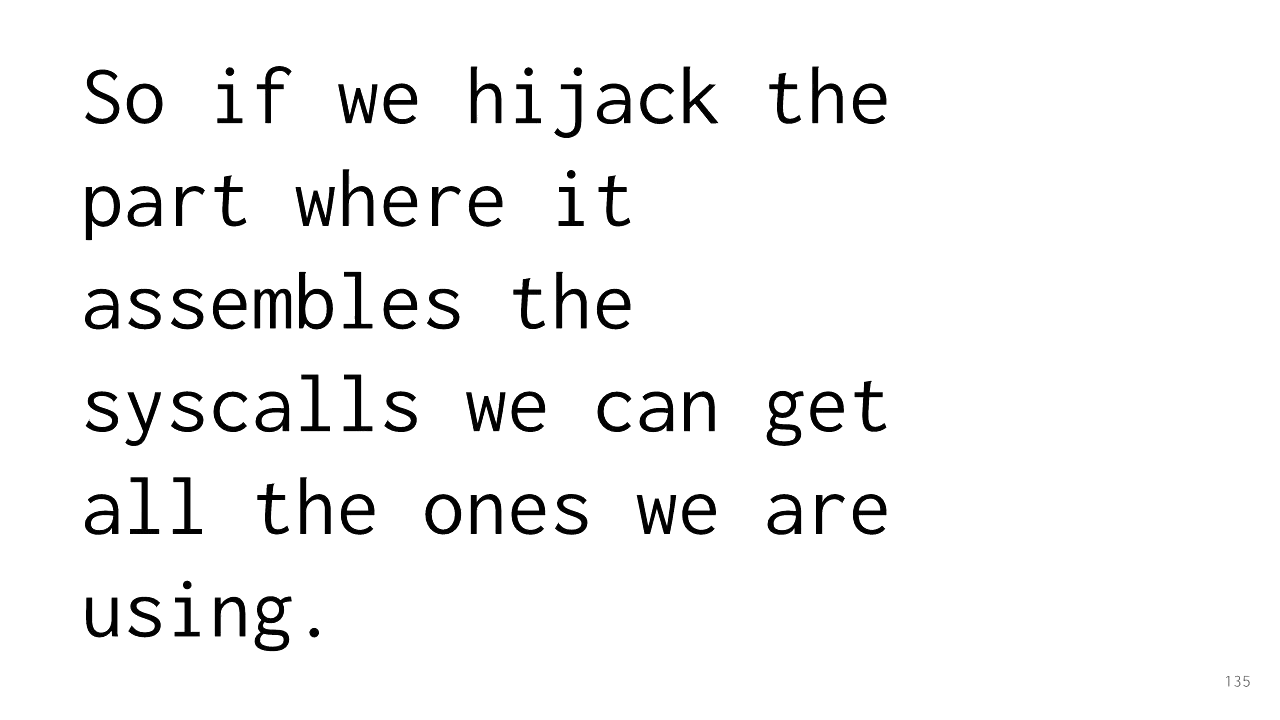 So if we hijack the
part where it
assembles the
syscalls we can get
all the ones we are
using.
135